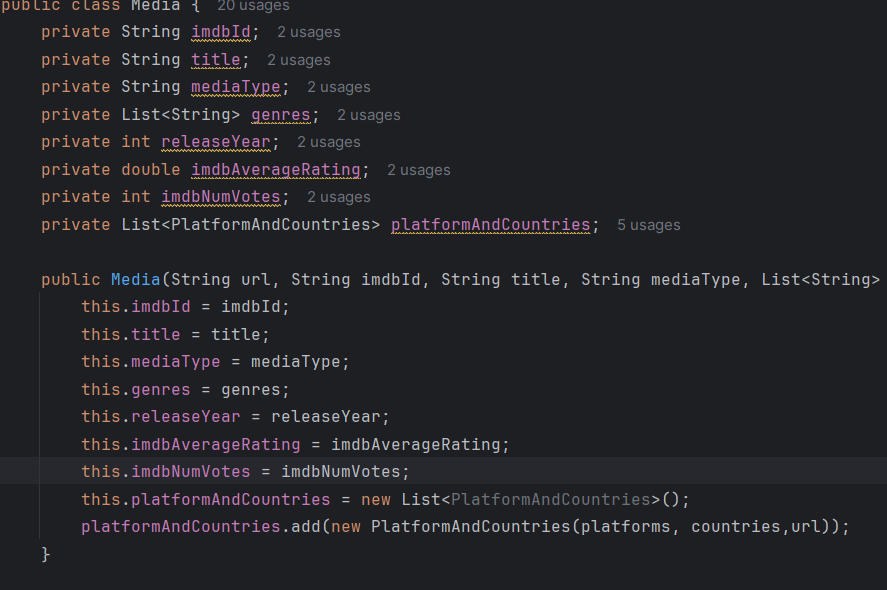 public class Media {  20 usages
    private String imdbId;  2 usages
    private String title;  2 usages
    private String mediaType;  2 usages
    private List<String> genres;  2 usages
    private int releaseYear;  2 usages
    private double imdbAverageRating;  2 usages
    private int imdbNumVotes;  2 usages
    private List<PlatformAndCountries> platformAndCountries;  5 usages
    public Media(String url, String imdbId, String title, String mediaType, List<String>
        this.imdbId = imdbId;
        this.title = title;
        this.mediaType = mediaType;
        this.genres = genres;
        this.releaseYear = releaseYear;
        this.imdbAverageRating = imdbAverageRating;
        this.imdbNumVotes = imdbNumVotes;
        this.platformAndCountries = new List<PlatformAndCountries>();
        platformAndCountries.add(new PlatformAndCountries(platforms, countries,url));
    }